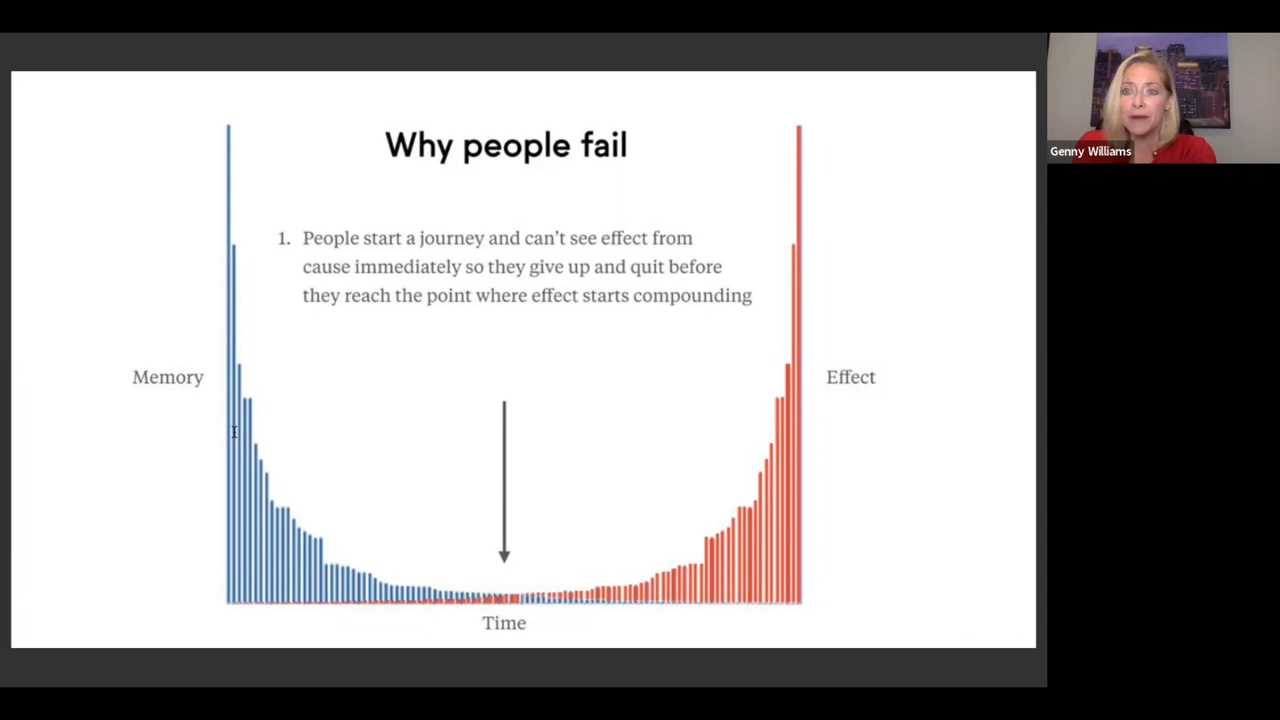 Why people fail
1. People start a journey and can’t see effect from
cause immediately so they give up and quit before
they reach the point where effect starts compounding
Memory
Effect
Time
Genny Williams